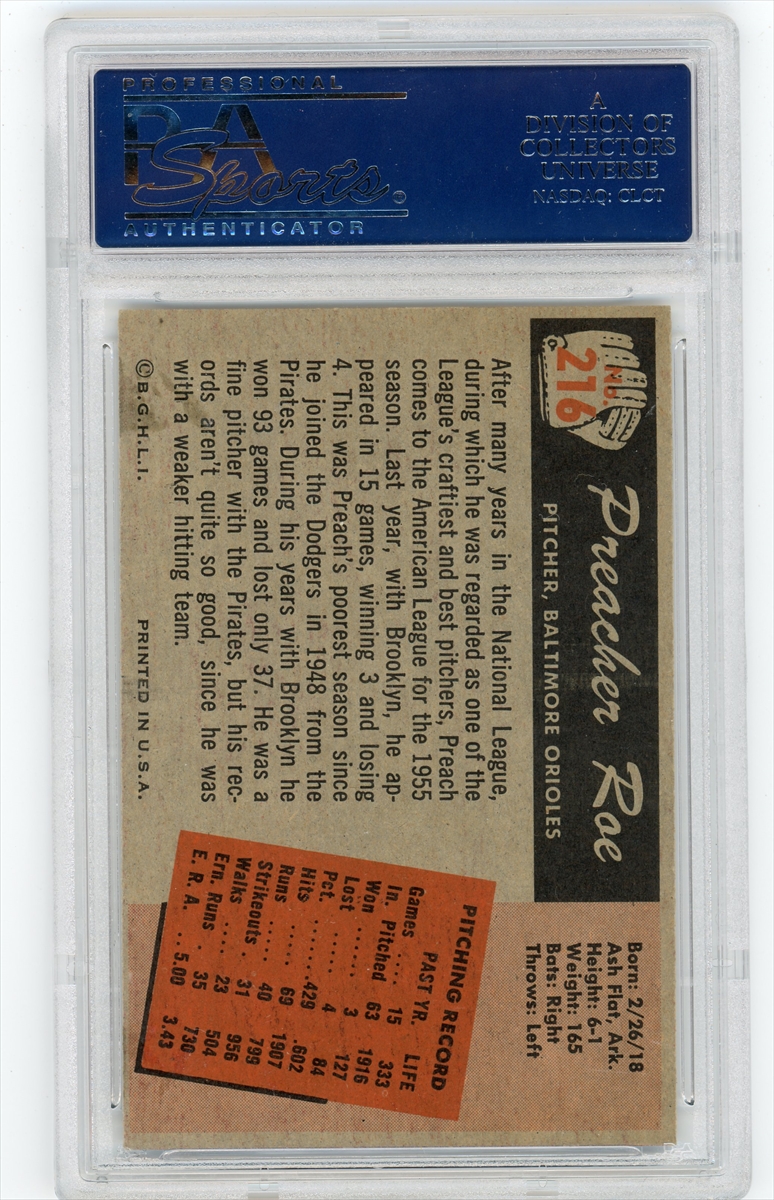 PROFESSIONAL
PSA
Sports®
AUTHENTICATOR
A
DIVISION OF
COLLECTORS
UNIVERSE
NASDAQ: CLCT
No.
216
Preacher Roe
PITCHER, BALTIMORE ORIOLES
Born: 2/26/18
Ash Flat, Ark.
Height: 6-1
Weight: 165
Bats: Right
Throws: Left
After many years in the National League,
during which he was regarded as one of the
League's craftiest and best pitchers, Preach
comes to the American League for the 1955
season. Last year, with Brooklyn, he ap-
peared in 15 games, winning 3 and losing
4. This was Preach's poorest season since
he joined the Dodgers in 1948 from the
Pirates. During his years with Brooklyn he
won 93 games and lost only 37. He was a
fine pitcher with the Pirates, but his rec-
ords aren't quite so good, since he was
with a weaker hitting team.
PITCHING RECORD
PAST YR. LIFE
Games .... 15 333
In. Pitched 63 1916
Won ...... 3 127
Lost ...... 4 84
Pct. ...... .429 .602
Hits ...... 69 1907
Runs ..... 40 799
Strikeouts . 31 956
Walks ..... 23 504
Ern. Runs . 35 730
E. R. A. .. 5.00 3.43
© B.G.H.L.I. PRINTED IN U.S.A.